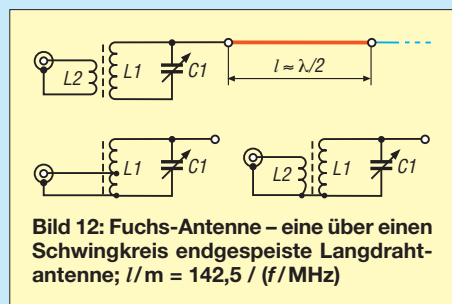 L2 L1 C1 l ≈ λ/2
L1 C1 L2 L1 C1
Bild 12: Fuchs-Antenne – eine über einen
Schwingkreis endgespeiste Langdraht-
antenne; l/m = 142,5 / (f/MHz)